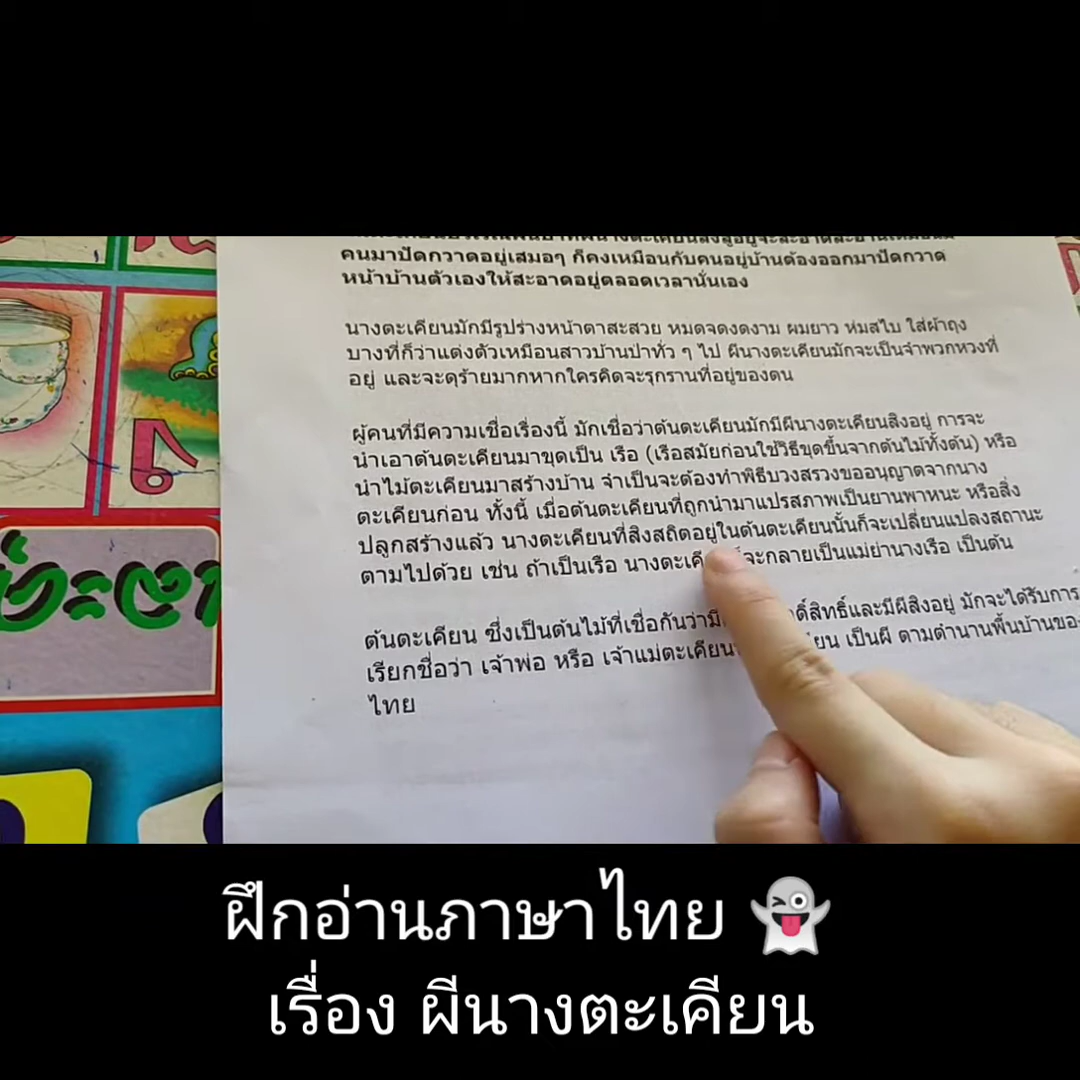 คนมาปัดกวาดอยู่เสมอๆ ก็คงเหมือนกับคนอยู่บ้านต้องออกมาปัดกวาด
หน้าบ้านตัวเองให้สะอาดอยู่ตลอดเวลานั่นเอง
นางตะเคียนมักมีรูปร่างหน้าตาสะสวย หมดจดงดงาม ผมยาว ห่มสไบ ใส่ผ้าถุง
บางที่ก็ว่าแต่งตัวเหมือนสาวบ้านป่าทั่ว ๆ ไป ผีนางตะเคียนมักจะเป็นจำพวกหวงที่
อยู่ และจะดุร้ายมากหากใครคิดจะรุกรานที่อยู่ของตน
ผู้คนที่มีความเชื่อเรื่องนี้ มักเชื่อว่าต้นตะเคียนมักมีผีนางตะเคียนสิงอยู่ การจะ
นำเอาต้นตะเคียนมาขุดเป็น เรือ (เรือสมัยก่อนใช้วิธีขุดขึ้นจากต้นไม้ทั้งต้น) หรือ
นำไม้ตะเคียนมาสร้างบ้าน จำเป็นจะต้องทำพิธีบวงสรวงขออนุญาตจากนาง
ตะเคียนก่อน ทั้งนี้ เมื่อต้นตะเคียนที่ถูกนำมาแปรสภาพเป็นยานพาหนะ หรือสิ่ง
ปลูกสร้างแล้ว นางตะเคียนที่สิงสถิตอยู่ในต้นตะเคียนนั้นก็จะเปลี่ยนแปลงสถานะ
ตามไปด้วย เช่น ถ้าเป็นเรือ นางตะเคี จะกลายเป็นแม่ย่านางเรือ เป็นต้น
ต้นตะเคียน ซึ่งเป็นต้นไม้ที่เชื่อกันว่ามี ดิ์สิทธิ์และมีผีสิงอยู่ มักจะได้รับการ
เรียกชื่อว่า เจ้าพ่อ หรือ เจ้าแม่ตะเคียน ยน เป็นผี ตามตำนานพื้นบ้านของ
ไทย
ฝึกอ่านภาษาไทย 👻
เรื่อง ผีนางตะเคียน